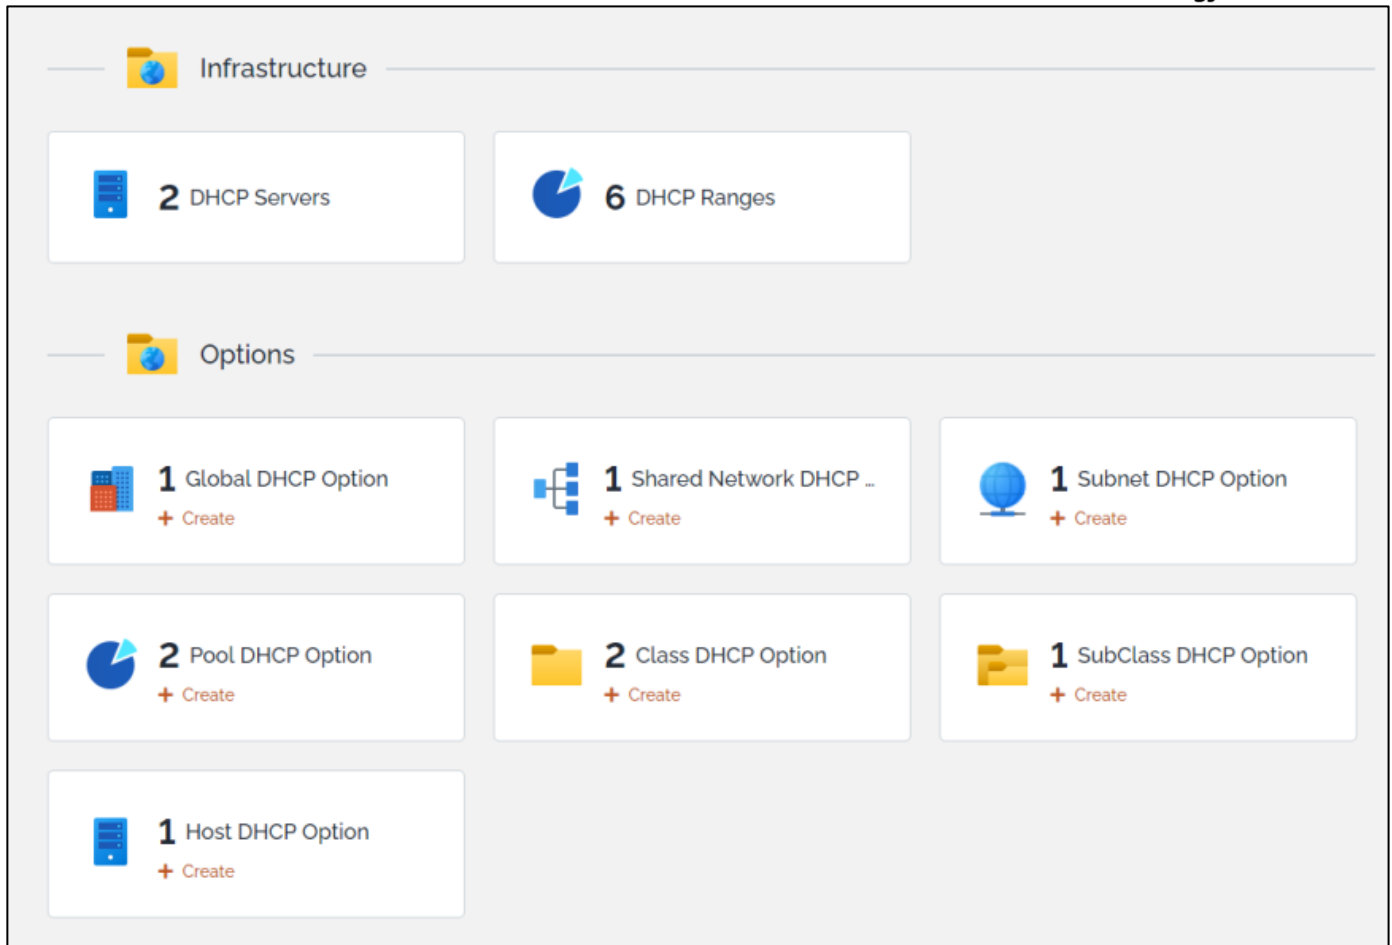 Infrastructure
2 DHCP Servers
6 DHCP Ranges
Options
1 Global DHCP Option
+ Create
1 Shared Network DHCP ...
+ Create
1 Subnet DHCP Option
+ Create
2 Pool DHCP Option
+ Create
2 Class DHCP Option
+ Create
1 SubClass DHCP Option
+ Create
1 Host DHCP Option
+ Create